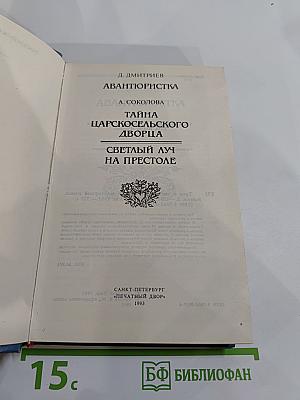 Д. ДМИТРИЕВ
АВАНТЮРИСТКА
А. СОКОЛОВА
ТАЙНА
ЦАРСКОСЕЛЬСКОГО
ДВОРЦА
СВЕТЛЫЙ ЛУЧ
НА ПРЕСТОЛЕ
САНКТ-ПЕТЕРБУРГ
«ПЕЧАТНЫЙ ДВОР»
1993
15с
БФ БИБЛИОФАН